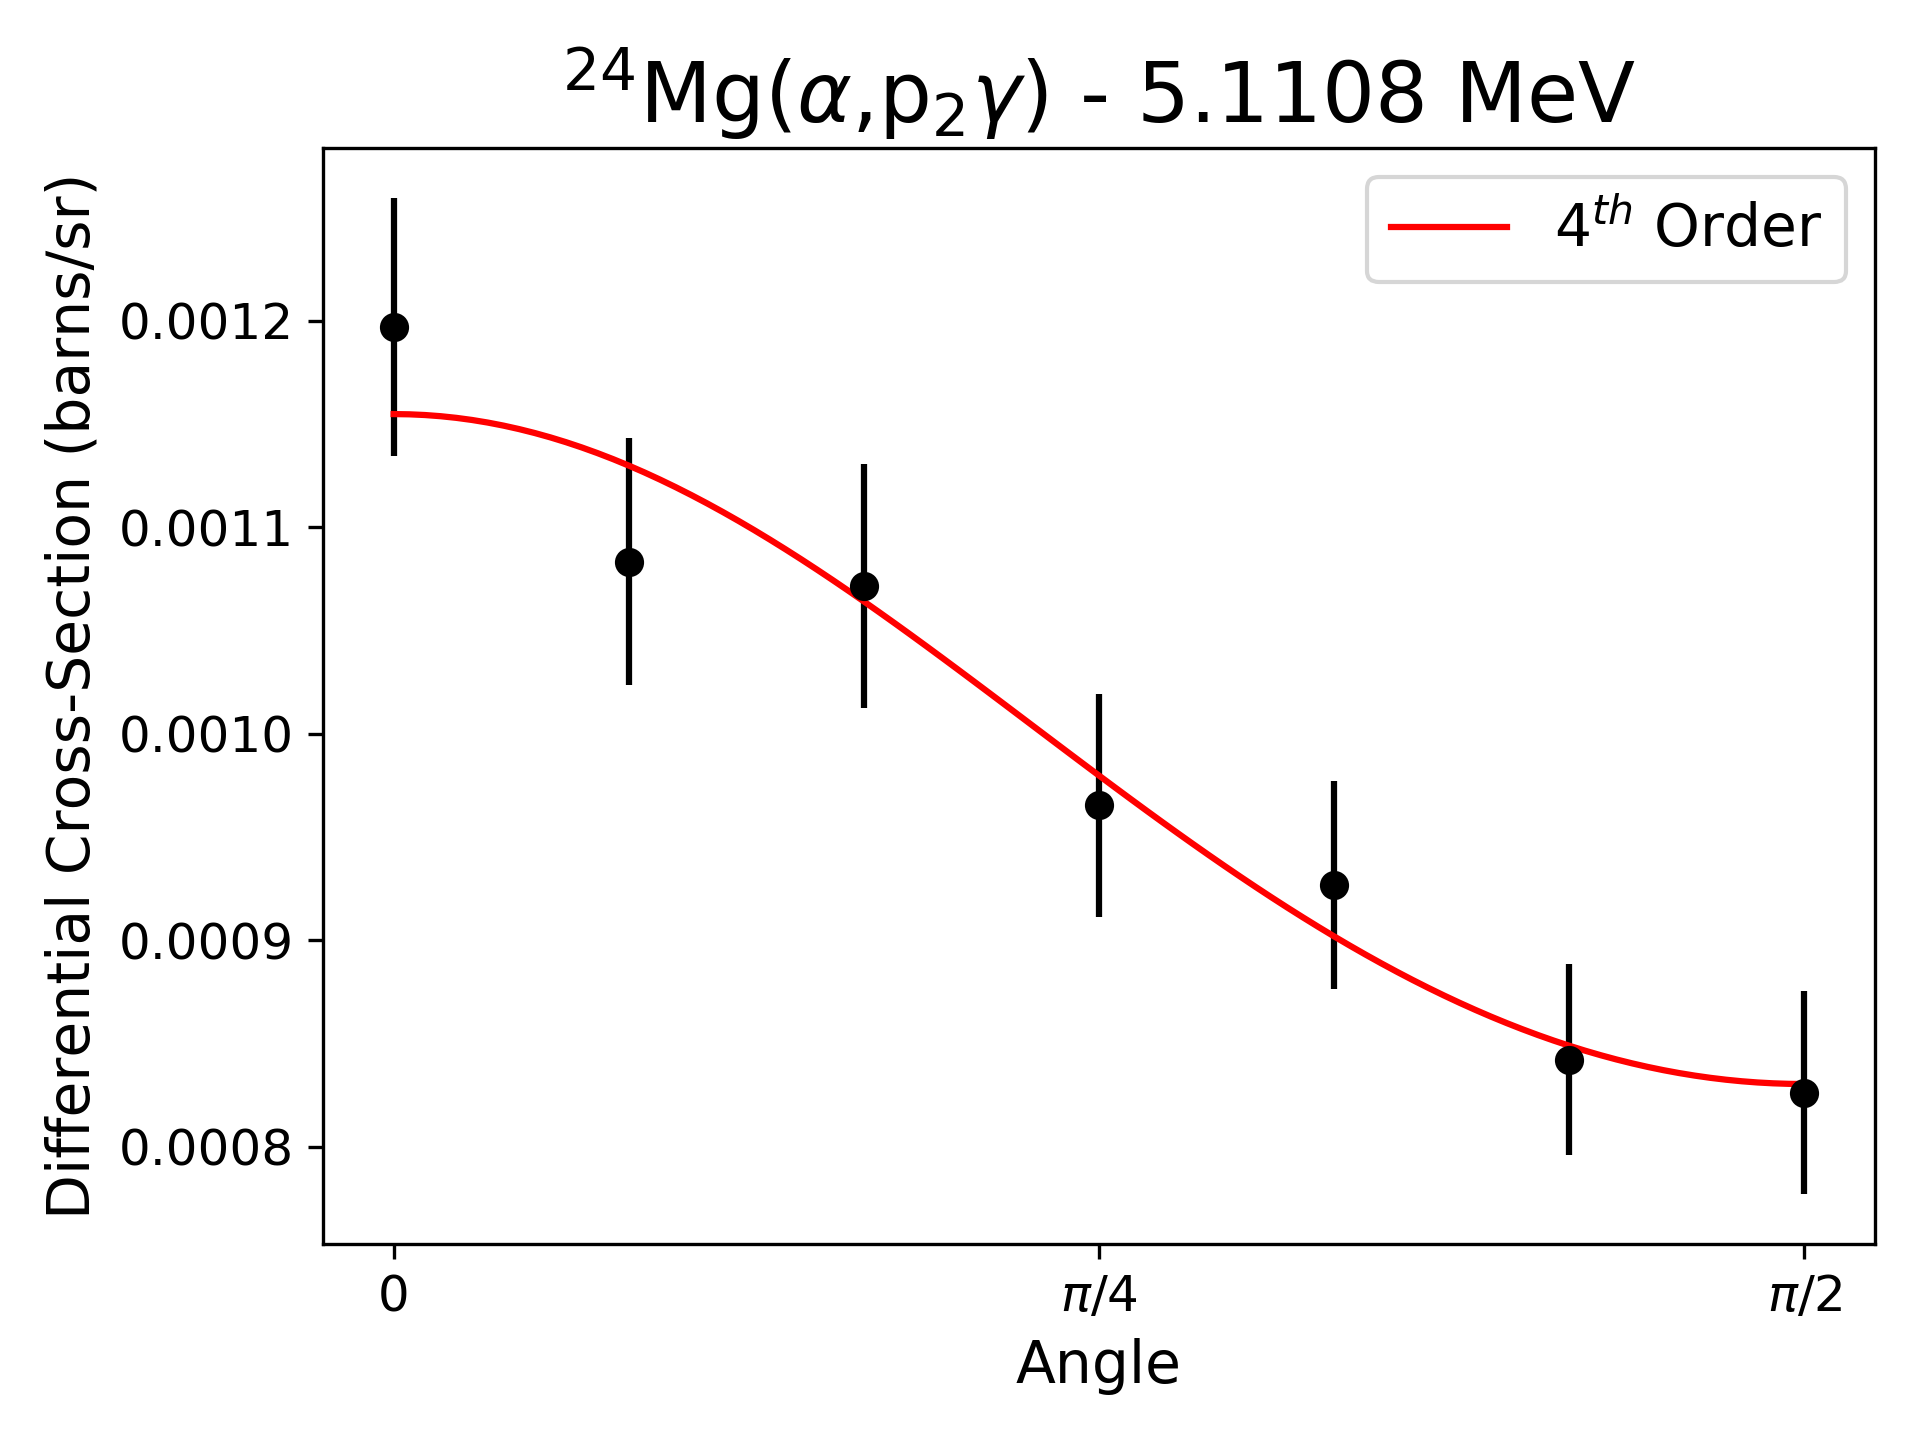 ²⁴Mg(α,p₂γ) - 5.1108 MeV
4ᵗʰ Order
Differential Cross-Section (barns/sr)
0.0012
0.0011
0.0010
0.0009
0.0008
0 π/4 π/2
Angle